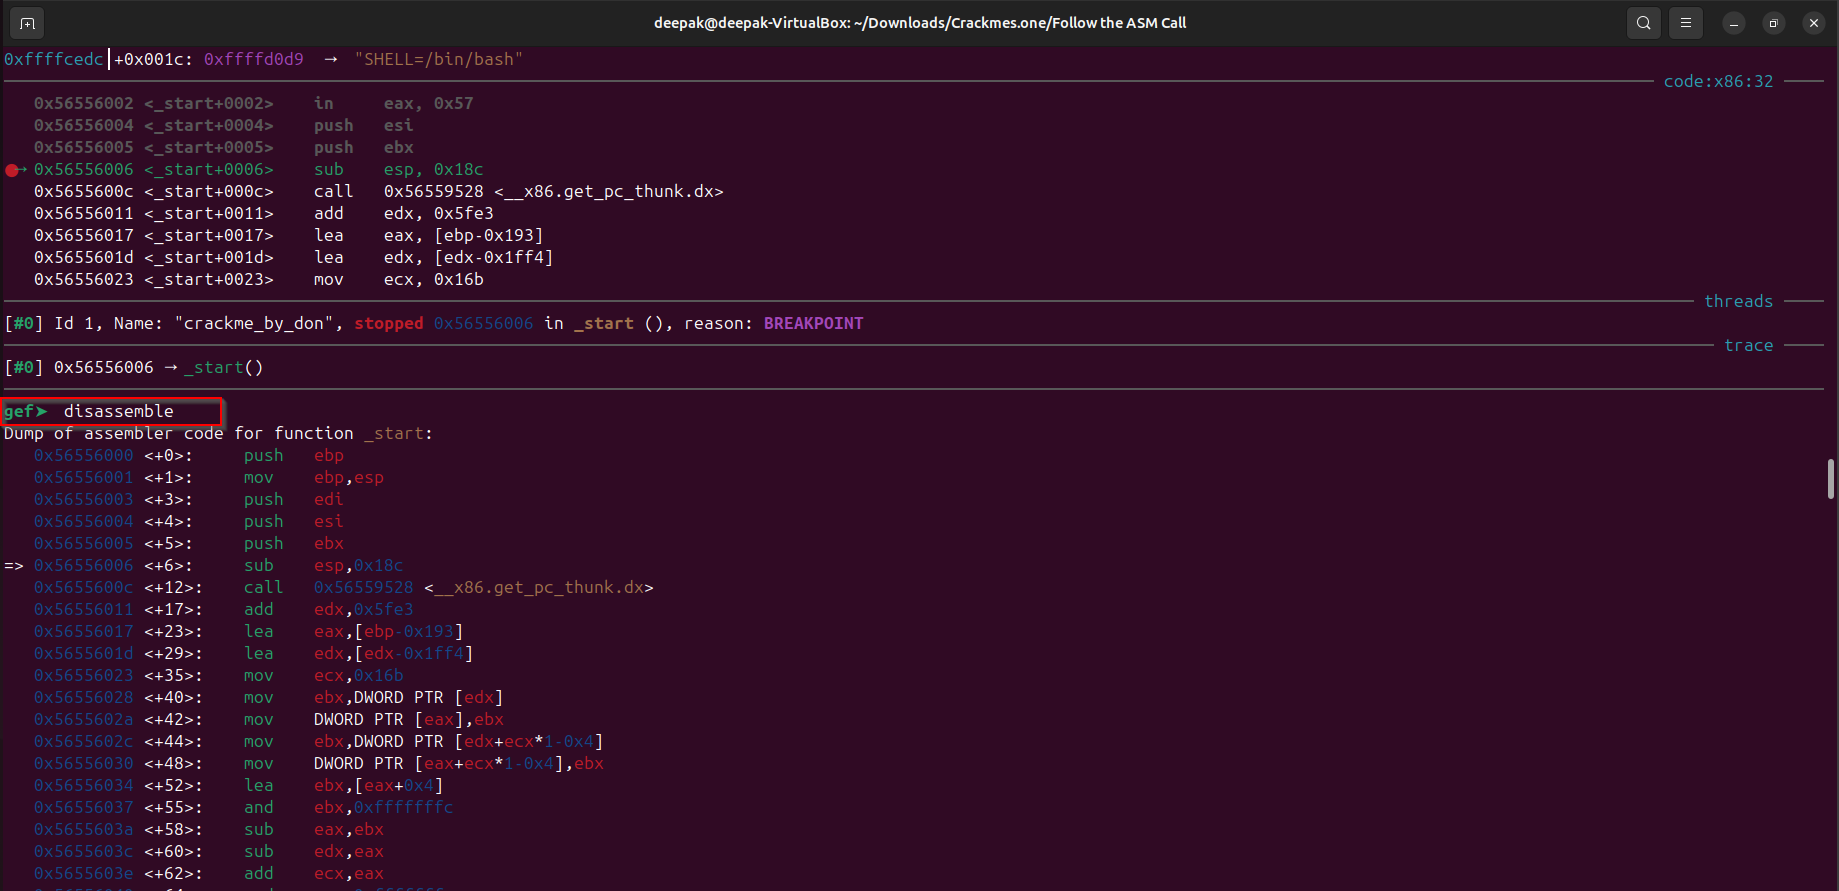 deepak@deepak-VirtualBox: ~/Downloads/Crackmes.one/Follow the ASM Call
0xffffcedc│+0x001c: 0xffffd0d9  →  "SHELL=/bin/bash"
code:x86:32
0x56556002 <_start+0002>    in     eax, 0x57
0x56556004 <_start+0004>    push   esi
0x56556005 <_start+0005>    push   ebx
●→ 0x56556006 <_start+0006>    sub    esp, 0x18c
0x5655600c <_start+000c>    call   0x56559528 <__x86.get_pc_thunk.dx>
0x56556011 <_start+0011>    add    edx, 0x5fe3
0x56556017 <_start+0017>    lea    eax, [ebp-0x193]
0x5655601d <_start+001d>    lea    edx, [edx-0x1ff4]
0x56556023 <_start+0023>    mov    ecx, 0x16b
threads
[#0] Id 1, Name: "crackme_by_don", stopped 0x56556006 in _start (), reason: BREAKPOINT
trace
[#0] 0x56556006 → _start()
gef➤  disassemble
Dump of assembler code for function _start:
0x56556000 <+0>:     push   ebp
0x56556001 <+1>:     mov    ebp,esp
0x56556003 <+3>:     push   edi
0x56556004 <+4>:     push   esi
0x56556005 <+5>:     push   ebx
=> 0x56556006 <+6>:     sub    esp,0x18c
0x5655600c <+12>:    call   0x56559528 <__x86.get_pc_thunk.dx>
0x56556011 <+17>:    add    edx,0x5fe3
0x56556017 <+23>:    lea    eax,[ebp-0x193]
0x5655601d <+29>:    lea    edx,[edx-0x1ff4]
0x56556023 <+35>:    mov    ecx,0x16b
0x56556028 <+40>:    mov    ebx,DWORD PTR [edx]
0x5655602a <+42>:    mov    DWORD PTR [eax],ebx
0x5655602c <+44>:    mov    ebx,DWORD PTR [edx+ecx*1-0x4]
0x56556030 <+48>:    mov    DWORD PTR [eax+ecx*1-0x4],ebx
0x56556034 <+52>:    lea    ebx,[eax+0x4]
0x56556037 <+55>:    and    ebx,0xfffffffc
0x5655603a <+58>:    sub    eax,ebx
0x5655603c <+60>:    sub    edx,eax
0x5655603e <+62>:    add    ecx,eax